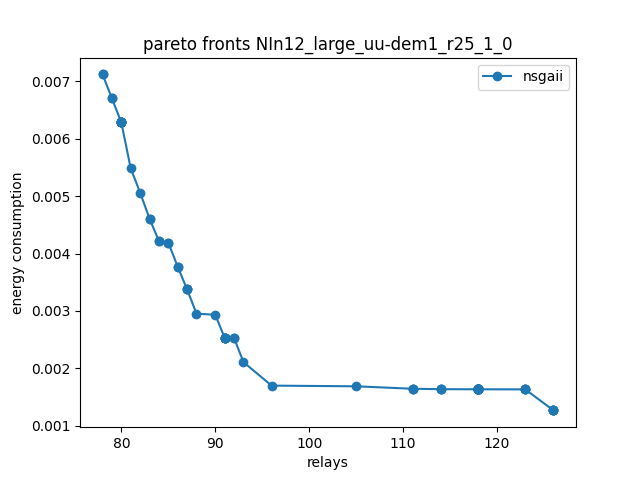 pareto fronts NIn12_large_uu-dem1_r25_1_0
nsgaii
0.007
0.006
0.005
0.004
0.003
0.002
0.001
energy consumption
80 90 100 110 120
relays